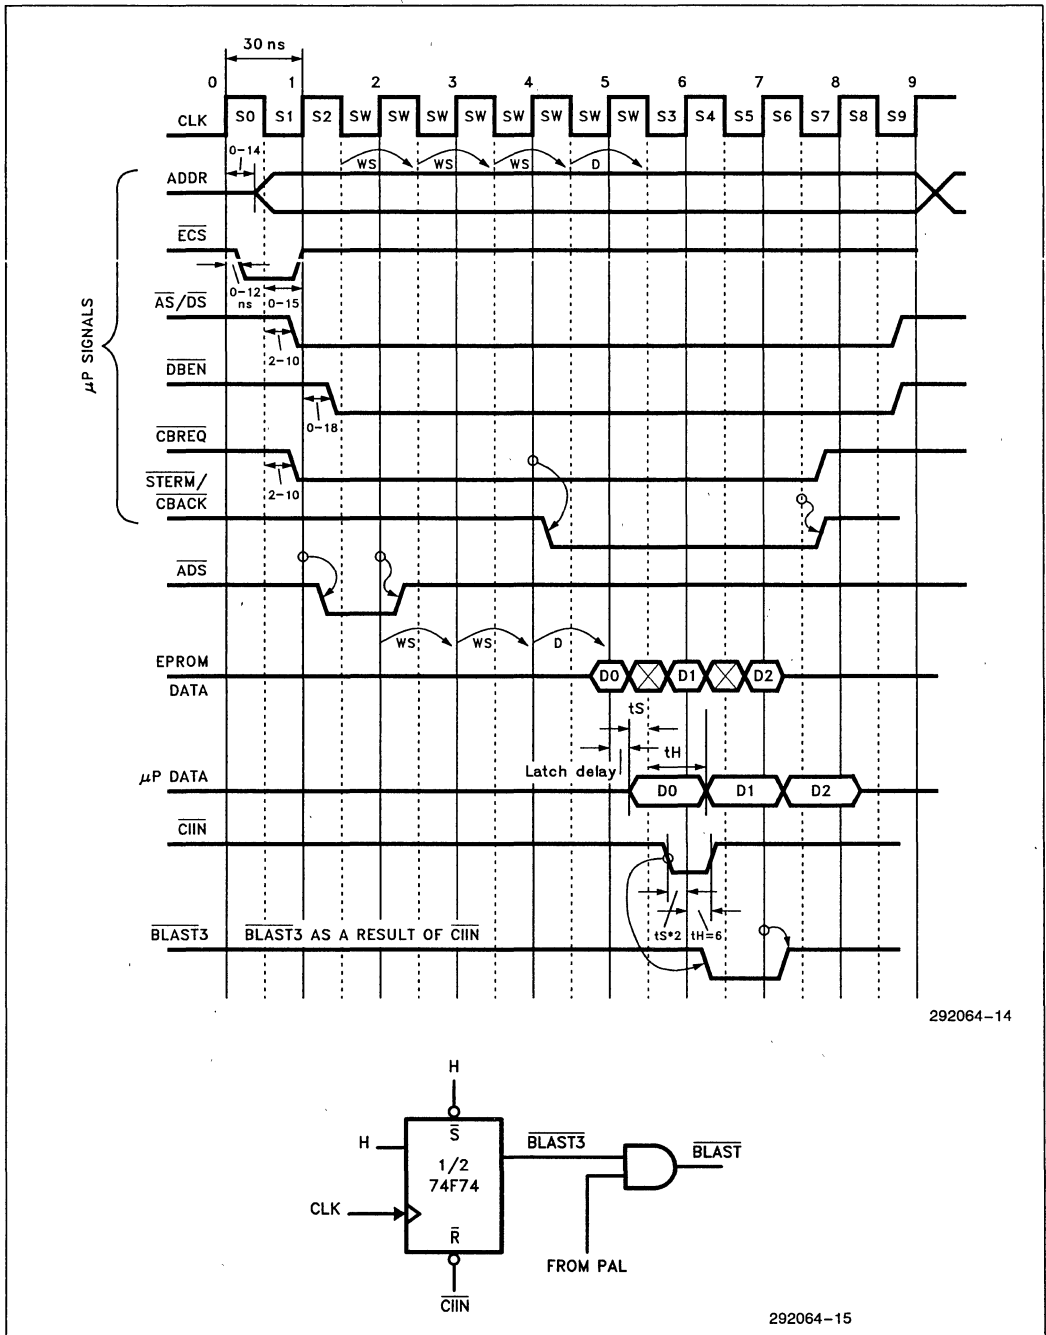 30 ns
0 1 2 3 4 5 6 7 8 9
CLK S0 S1 S2 SW SW SW SW SW SW SW SW S3 S4 S5 S6 S7 S8 S9
0-14 WS WS WS D
ADDR
ECS
0-12 ns 0-15
AS/DS
2-10
DBEN
0-18
CBREQ
2-10
STERM/
CBACK
μP SIGNALS
ADS
WS WS D
EPROM
DATA
D0 D1 D2
tS
tH
Latch delay
μP DATA D0 D1 D2
CIIN
tS*2 tH=6
BLAST3 BLAST3 AS A RESULT OF CIIN
292064-14
H
S
H
1/2
74F74
CLK
R
CIIN
BLAST3
BLAST
FROM PAL
292064-15